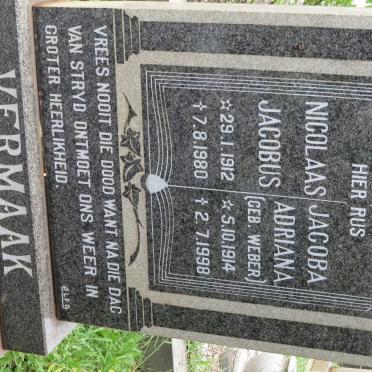 HIER RUS
NICOLAAS JACOBA
JACOBUS ADRIANA
(GEB WEBER)
☆29.1.1912 ☆5.10.1914
✝7.8.1980 ✝2.7.1998
VREES NOOIT DIE DOOD WANT NA DIE DAG
VAN STRYD ONTMOET ONS WEER IN
GROTER HEERLIKHEID.
ALFA
VERMAAK